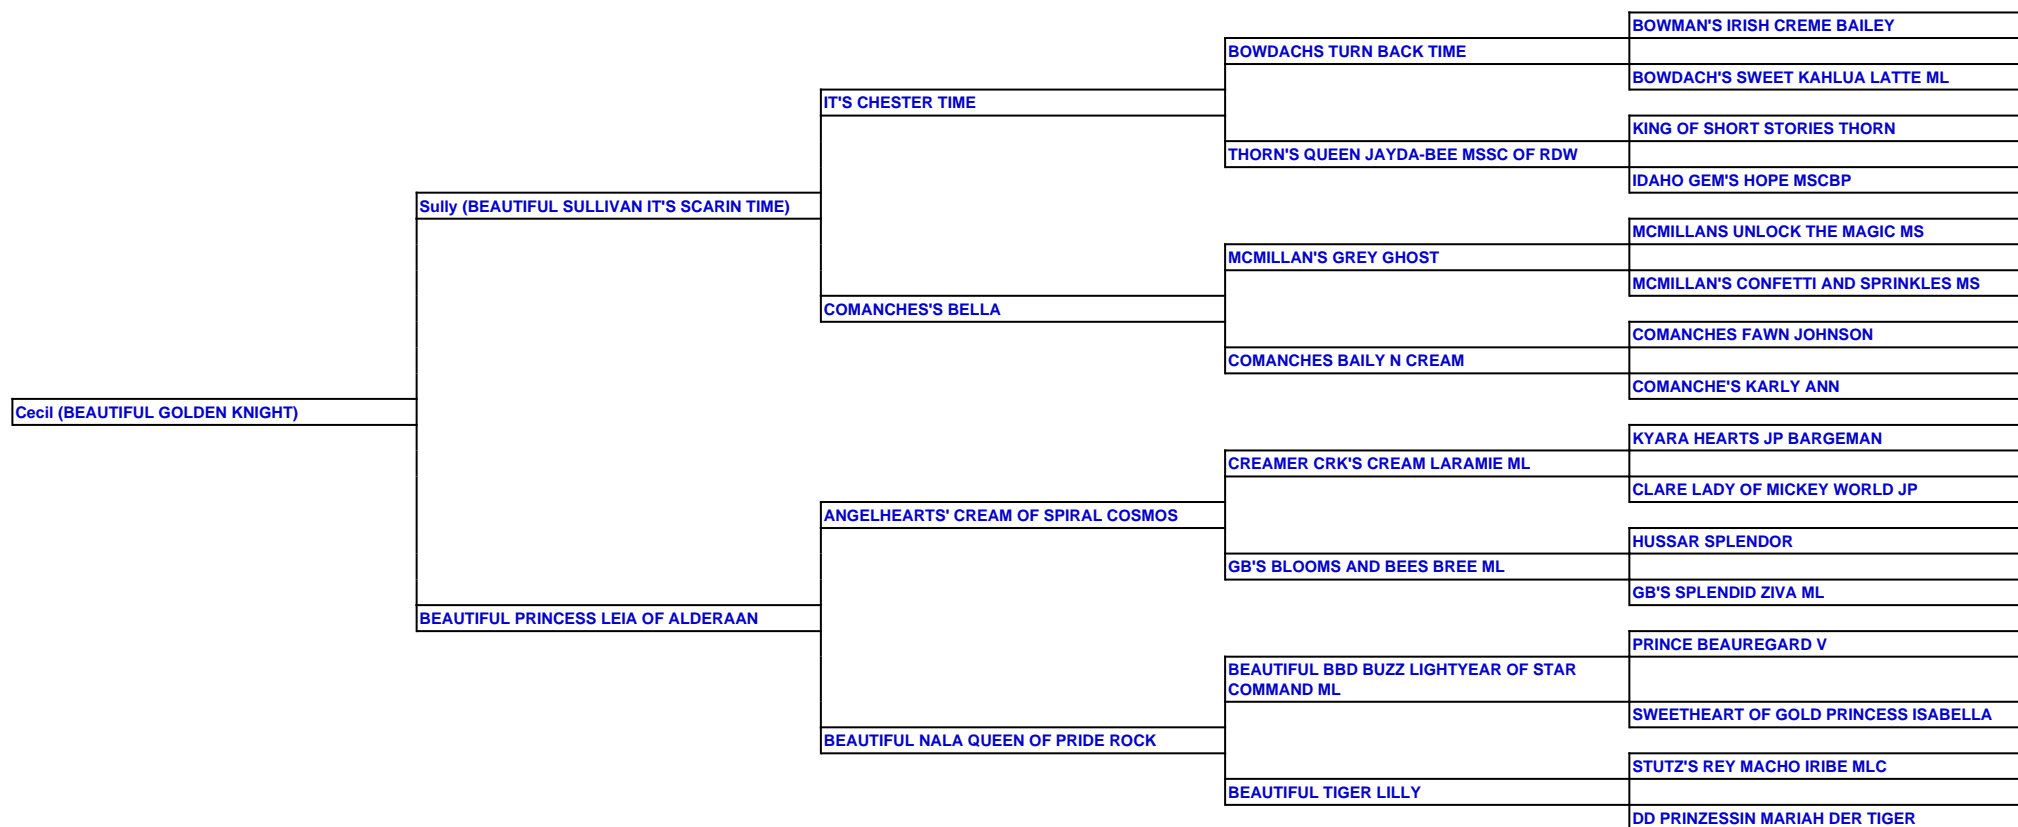 BOWMAN'S IRISH CREME BAILEY
BOWDACHS TURN BACK TIME
BOWDACH'S SWEET KAHLUA LATTE ML
IT'S CHESTER TIME
KING OF SHORT STORIES THORN
THORN'S QUEEN JAYDA-BEE MSSC OF RDW
IDAHO GEM'S HOPE MSCBP
Sully (BEAUTIFUL SULLIVAN IT'S SCARIN TIME)
MCMILLANS UNLOCK THE MAGIC MS
MCMILLAN'S GREY GHOST
MCMILLAN'S CONFETTI AND SPRINKLES MS
COMANCHES'S BELLA
COMANCHES FAWN JOHNSON
COMANCHES BAILY N CREAM
COMANCHE'S KARLY ANN
Cecil (BEAUTIFUL GOLDEN KNIGHT)
KYARA HEARTS JP BARGEMAN
CREAMER CRK'S CREAM LARAMIE ML
CLARE LADY OF MICKEY WORLD JP
ANGELHEARTS' CREAM OF SPIRAL COSMOS
HUSSAR SPLENDOR
GB'S BLOOMS AND BEES BREE ML
GB'S SPLENDID ZIVA ML
BEAUTIFUL PRINCESS LEIA OF ALDERAAN
PRINCE BEAUREGARD V
BEAUTIFUL BBD BUZZ LIGHTYEAR OF STAR
COMMAND ML
SWEETHEART OF GOLD PRINCESS ISABELLA
BEAUTIFUL NALA QUEEN OF PRIDE ROCK
STUTZ'S REY MACHO IRIBE MLC
BEAUTIFUL TIGER LILLY
DD PRINZESSIN MARIAH DER TIGER